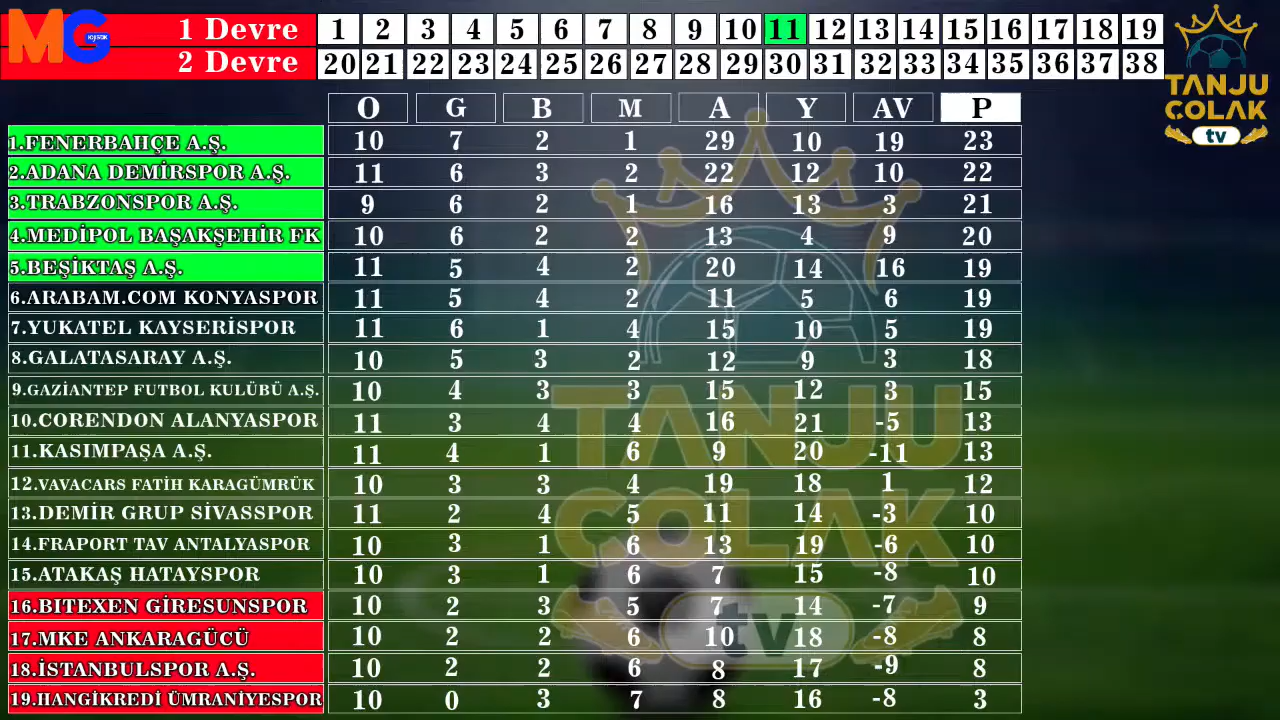 MG
1 Devre 1 2 3 4 5 6 7 8 9 10 11 12 13 14 15 16 17 18 19
2 Devre 20 21 22 23 24 25 26 27 28 29 30 31 32 33 34 35 36 37 38
TANJU
ÇOLAK
tv
O G B M A Y AV P
1.FENERBAHÇE A.Ş. 10 7 2 1 29 10 19 23
2.ADANA DEMİRSPOR A.Ş. 11 6 3 2 22 12 10 22
3.TRABZONSPOR A.Ş. 9 6 2 1 16 13 3 21
4.MEDİPOL BAŞAKŞEHİR FK 10 6 2 2 13 4 9 20
5.BEŞİKTAŞ A.Ş. 11 5 4 2 20 14 16 19
6.ARABAM.COM KONYASPOR 11 5 4 2 11 5 6 19
7.YUKATEL KAYSERİSPOR 11 6 1 4 15 10 5 19
8.GALATASARAY A.Ş. 10 5 3 2 12 9 3 18
9.GAZİANTEP FUTBOL KULÜBÜ A.Ş. 10 4 3 3 15 12 3 15
10.CORENDON ALANYASPOR 11 3 4 4 16 21 -5 13
11.KASIMPAŞA A.Ş. 11 4 1 6 9 20 -11 13
12.VAVACARS FATİH KARAGÜMRÜK 10 3 3 4 19 18 1 12
13.DEMİR GRUP SİVASSPOR 11 2 4 5 11 14 -3 10
14.FRAPORT TAV ANTALYASPOR 10 3 1 6 13 19 -6 10
15.ATAKAŞ HATAYSPOR 10 3 1 6 7 15 -8 10
16.BITEXEN GİRESUNSPOR 10 2 3 5 7 14 -7 9
17.MKE ANKARAGÜCÜ 10 2 2 6 10 18 -8 8
18.İSTANBULSPOR A.Ş. 10 2 2 6 8 17 -9 8
19.HANGİKREDİ ÜMRANİYESPOR 10 0 3 7 8 16 -8 3
TANJU
ÇOLAK
tv